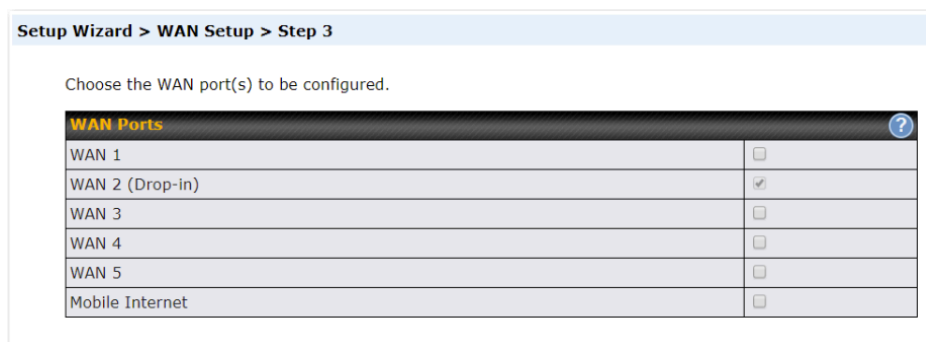 Setup Wizard > WAN Setup > Step 3
Choose the WAN port(s) to be configured.
WAN Ports ?
WAN 1
WAN 2 (Drop-in)
WAN 3
WAN 4
WAN 5
Mobile Internet